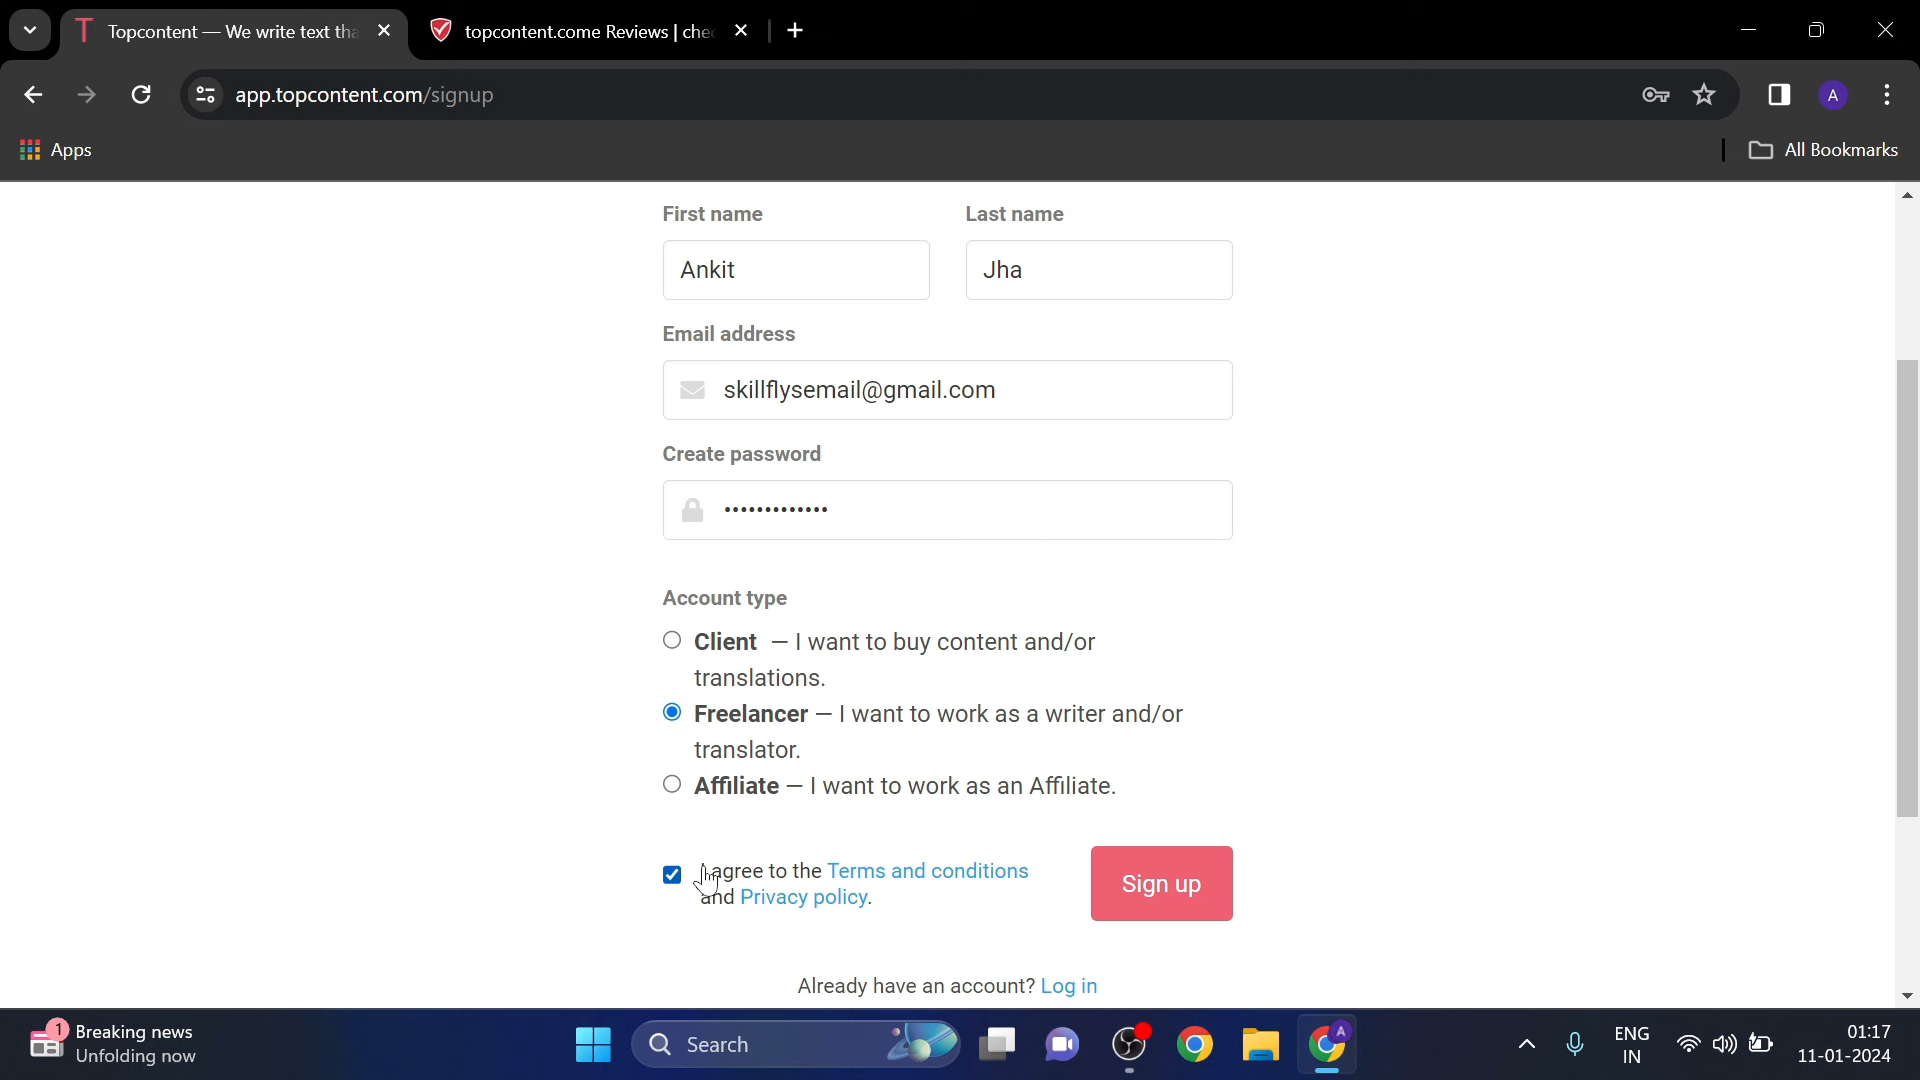 Topcontent — We write text tha
topcontent.come Reviews | chec
app.topcontent.com/signup
A
Apps
All Bookmarks
First name
Last name
Ankit
Jha
Email address
skillflysemail@gmail.com
Create password
•••••••••••••
Account type
Client – I want to buy content and/or
translations.
Freelancer – I want to work as a writer and/or
translator.
Affiliate – I want to work as an Affiliate.
I agree to the Terms and conditions
and Privacy policy.
Sign up
Already have an account? Log in
1
Breaking news
Unfolding now
Search
A
ENG
IN
01:17
11-01-2024